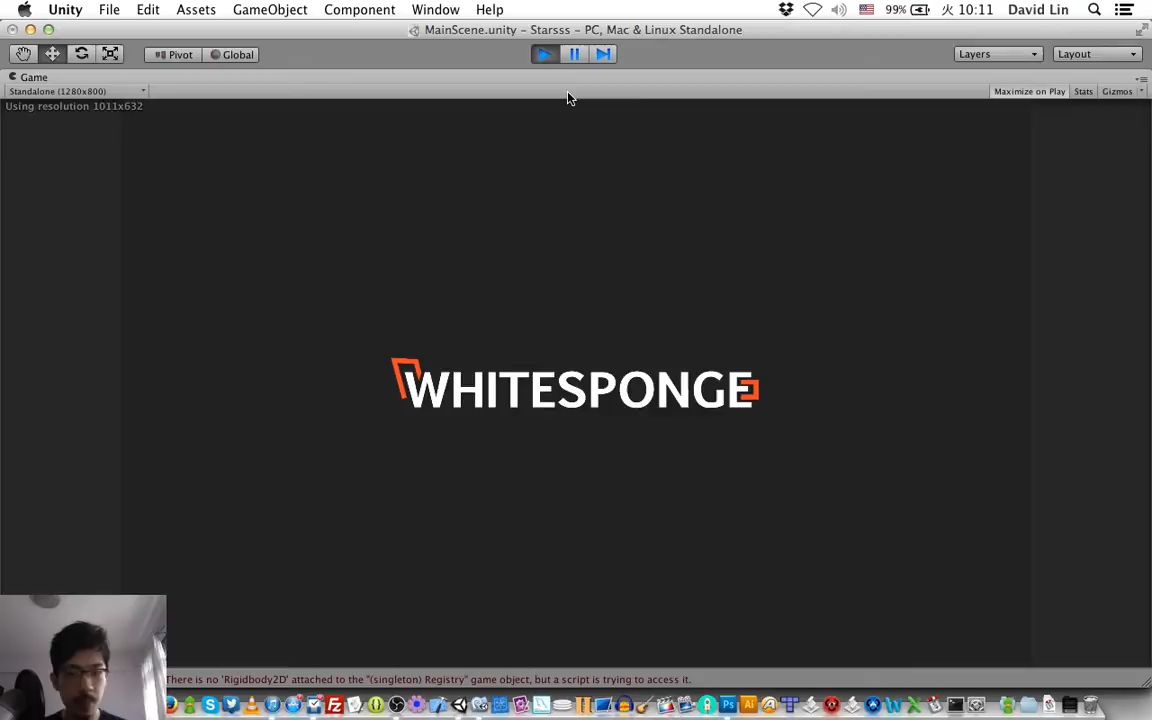 Unity File Edit Assets GameObject Component Window Help 99% 火 10:11 David Lin
MainScene.unity – Starsss – PC, Mac & Linux Standalone
Pivot Global Layers Layout
Game
Standalone (1280x800) Maximize on Play Stats Gizmos
Using resolution 1011x632
WHITESPONGE
There is no 'Rigidbody2D' attached to the "(singleton) Registry" game object, but a script is trying to access it.